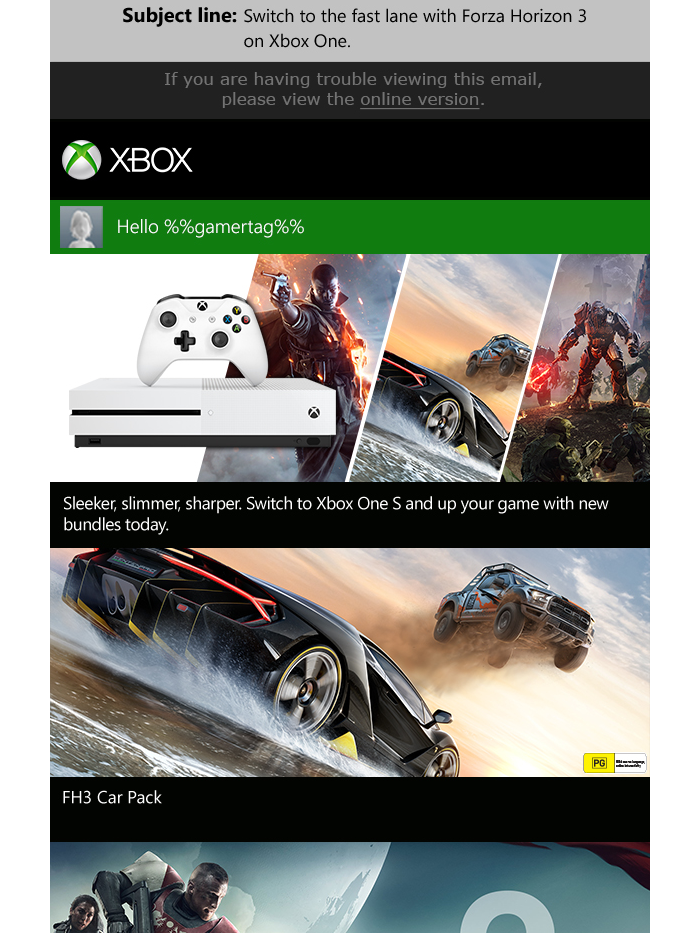 Subject line: Switch to the fast lane with Forza Horizon 3
on Xbox One.
If you are having trouble viewing this email,
please view the online version.
XBOX
Hello %%gamertag%%
Sleeker, slimmer, sharper. Switch to Xbox One S and up your game with new
bundles today.
PG
FH3 Car Pack